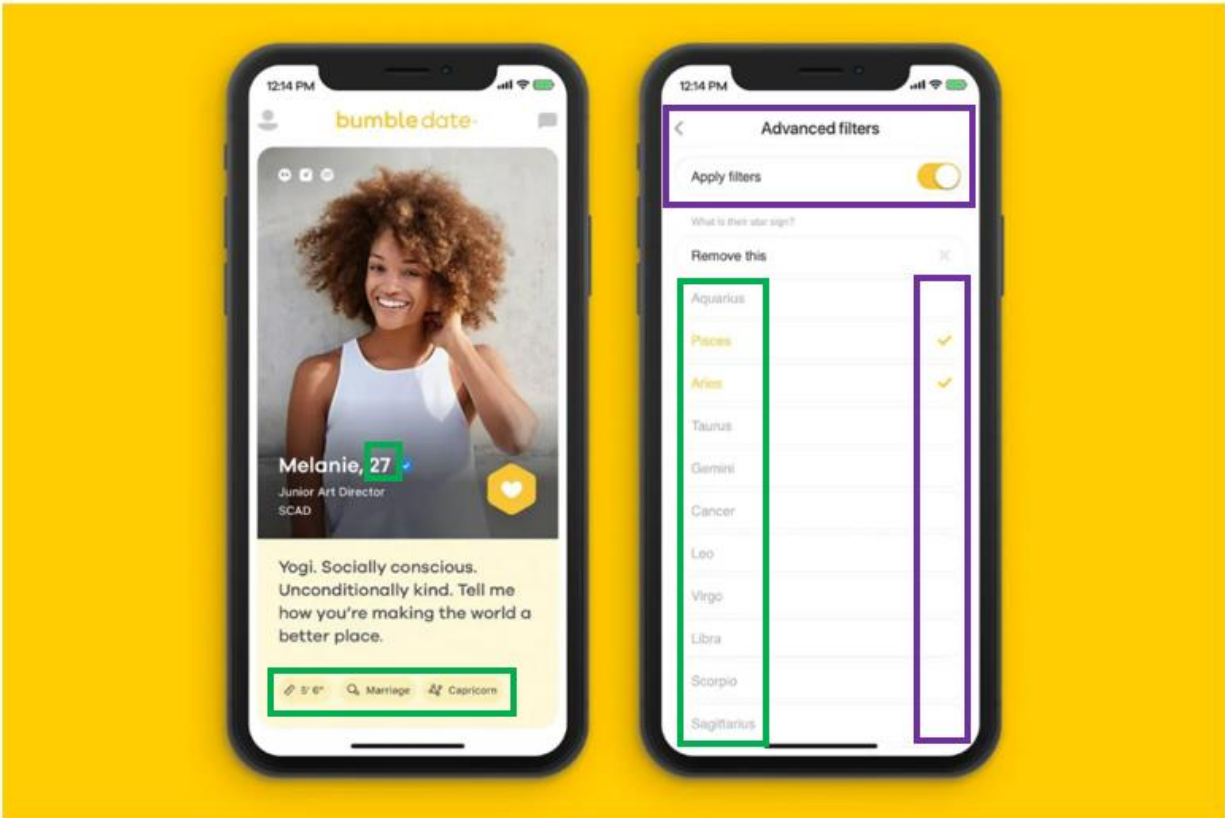 12:14 PM
bumble date
Melanie, 27
Junior Art Director
SCAD
Yogi. Socially conscious.
Unconditionally kind. Tell me
how you're making the world a
better place.
5' 6" Marriage Capricorn
12:14 PM
Advanced filters
Apply filters
What is their star sign?
Remove this
Aquarius
Pisces
Aries
Taurus
Gemini
Cancer
Leo
Virgo
Libra
Scorpio
Sagittarius